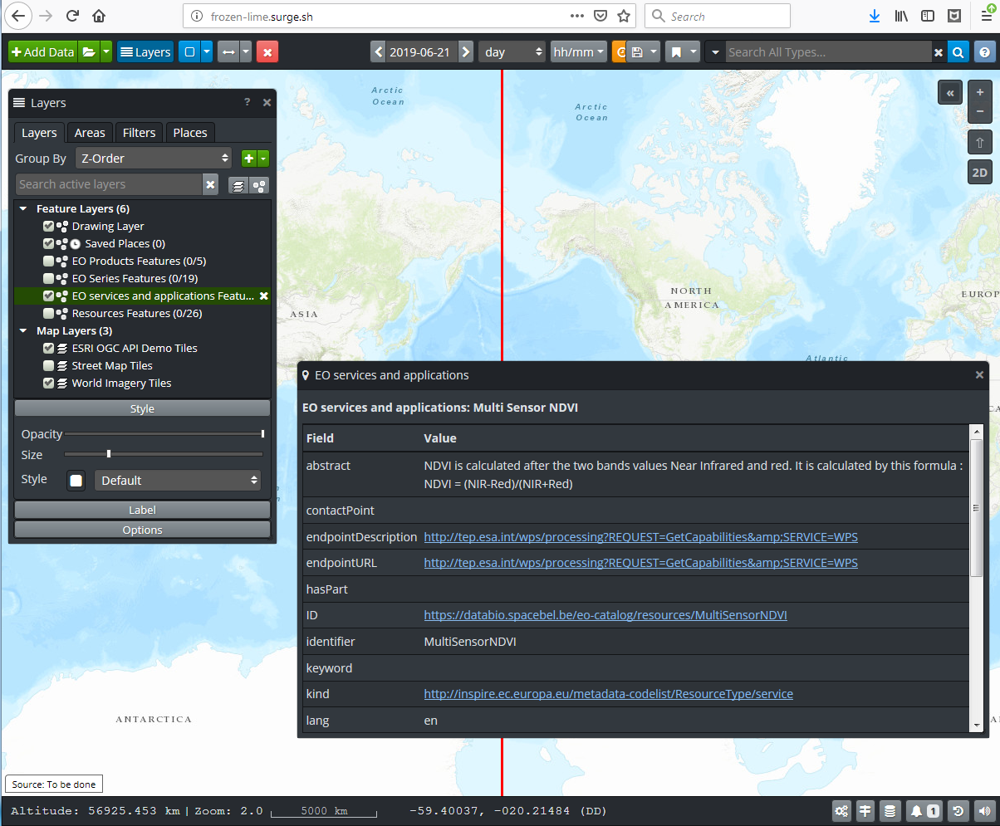 frozen-lime.surge.sh
Search
Add Data
Layers
2019-06-21
day
hh/mm
Search All Types...
Arctic
Ocean
Arctic
Ocean
Layers
?
Layers Areas Filters Places
Group By Z-Order
Search active layers
Feature Layers (6)
Drawing Layer
Saved Places (0)
EO Products Features (0/5)
EO Series Features (0/19)
EO services and applications Featu...
Resources Features (0/26)
Map Layers (3)
ESRI OGC API Demo Tiles
Street Map Tiles
World Imagery Tiles
Style
Opacity
Size
Style Default
Label
Options
2D
ASIA
NORTH
AMERICA
EUROP
Atlantic
EO services and applications
EO services and applications: Multi Sensor NDVI
Field Value
abstract NDVI is calculated after the two bands values Near Infrared and red. It is calculated by this formula :
NDVI = (NIR-Red)/(NIR+Red)
contactPoint
endpointDescription http://tep.esa.int/wps/processing?REQUEST=GetCapabilities&amp;SERVICE=WPS
endpointURL http://tep.esa.int/wps/processing?REQUEST=GetCapabilities&amp;SERVICE=WPS
hasPart
ID https://databio.spacebel.be/eo-catalog/resources/MultiSensorNDVI
identifier MultiSensorNDVI
keyword
kind http://inspire.ec.europa.eu/metadata-codelist/ResourceType/service
lang en
ANTARCTICA
Source: To be done
Altitude: 56925.453 km | Zoom: 2.0 5000 km -59.40037, -020.21484 (DD)
1